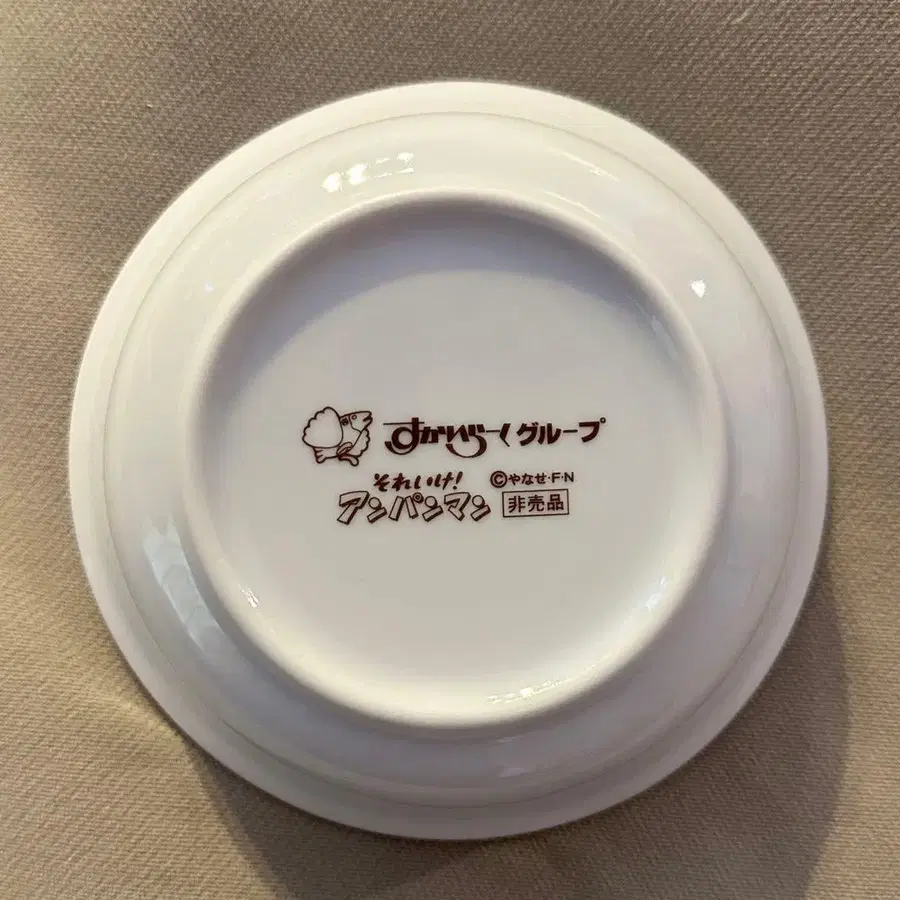 すかいらーくグループ
それいけ!
アンパンマン
©やなせ・F・N
非売品